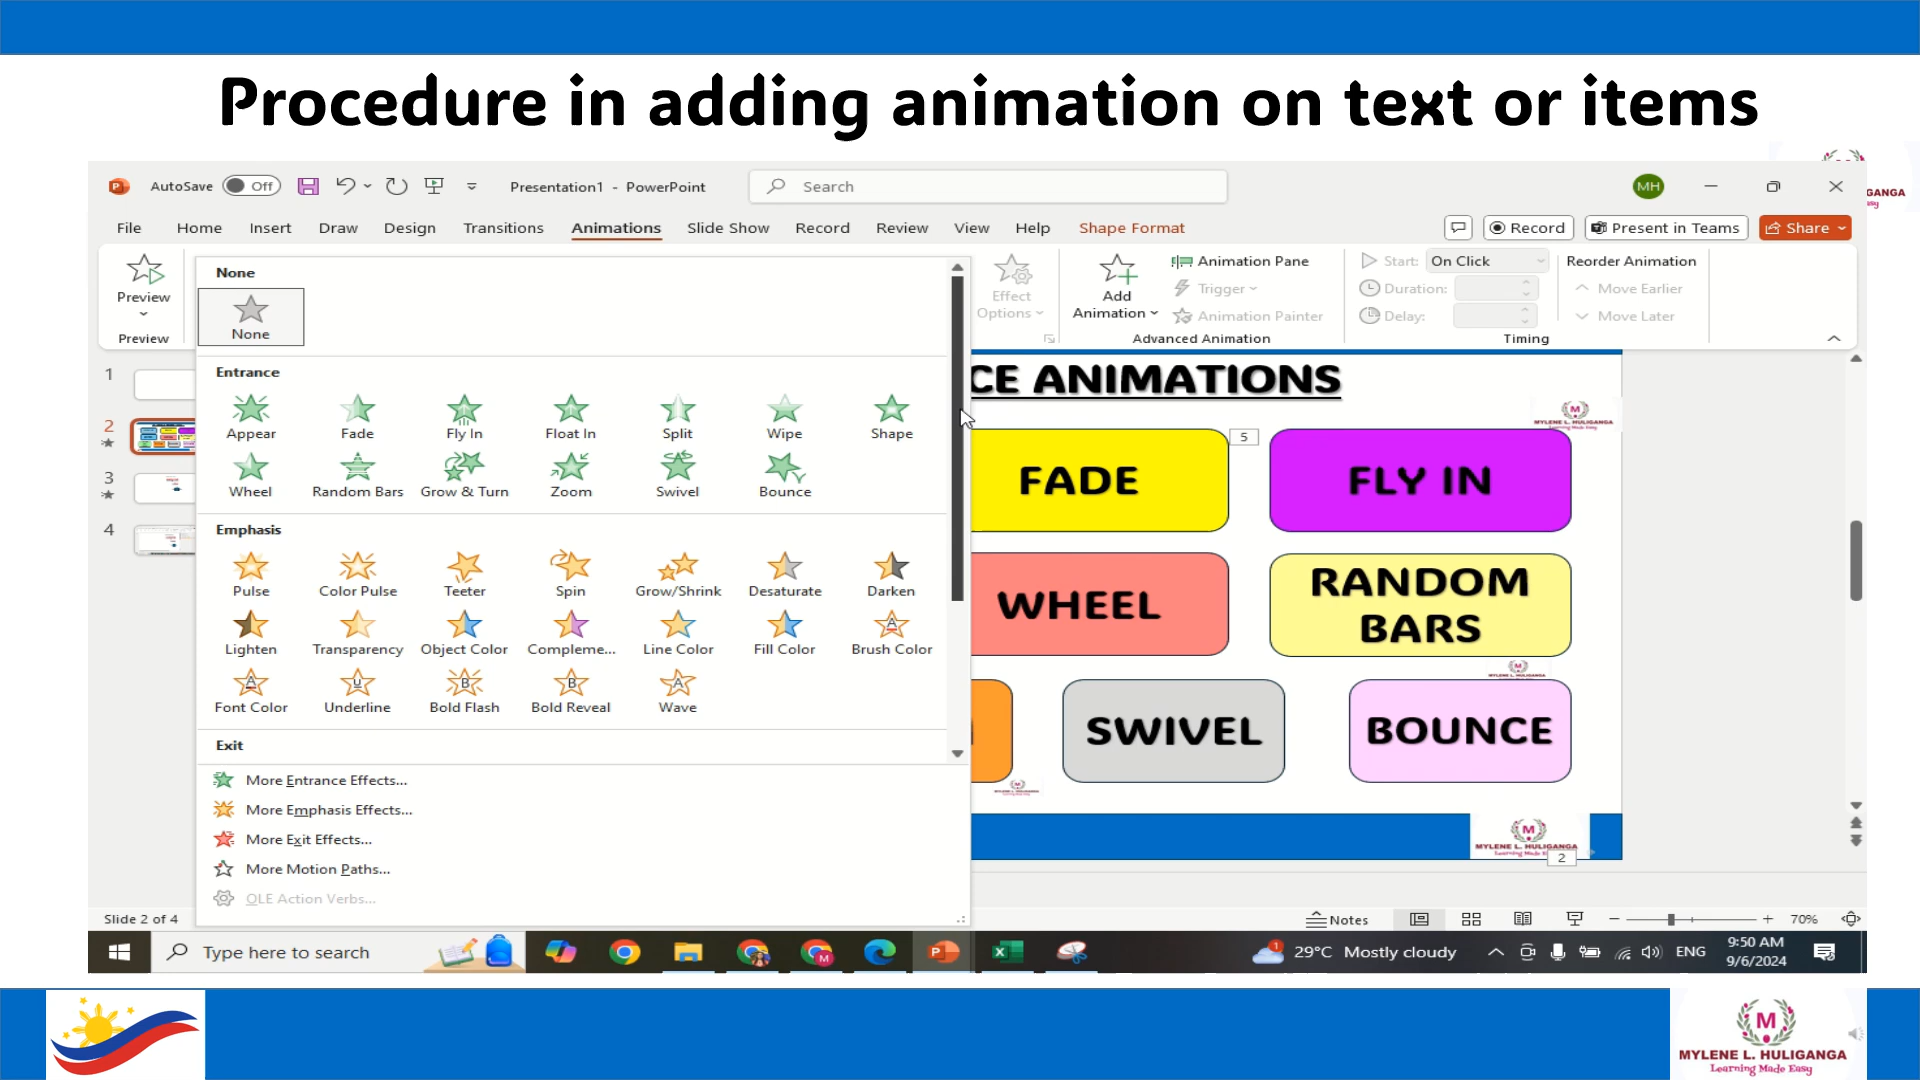 Procedure in adding animation on text or items
AutoSave Off Presentation1 - PowerPoint Search MH
GANGA
File Home Insert Draw Design Transitions Animations Slide Show Record Review View Help Shape Format Record Present in Teams Share
Preview
Preview
None
None
Entrance
Appear Fade Fly In Float In Split Wipe Shape
Wheel Random Bars Grow & Turn Zoom Swivel Bounce
Emphasis
Pulse Color Pulse Teeter Spin Grow/Shrink Desaturate Darken
Lighten Transparency Object Color Compleme... Line Color Fill Color Brush Color
Font Color Underline Bold Flash Bold Reveal Wave
Exit
More Entrance Effects...
More Emphasis Effects...
More Exit Effects...
More Motion Paths...
OLE Action Verbs...
Effect
Options
Add
Animation
Animation Pane
Trigger
Animation Painter
Advanced Animation
Start: On Click
Duration:
Delay:
Timing
Reorder Animation
Move Earlier
Move Later
1
2
3
4
CE ANIMATIONS
MYLENE L. HULIGANGA
FADE
5
FLY IN
WHEEL
RANDOM
BARS
SWIVEL
BOUNCE
M
MYLENE L. HULIGANGA
2
Slide 2 of 4
Notes
70%
Type here to search
29°C Mostly cloudy
ENG
9:50 AM
9/6/2024
M
MYLENE L. HULIGANGA
Learning Made Easy